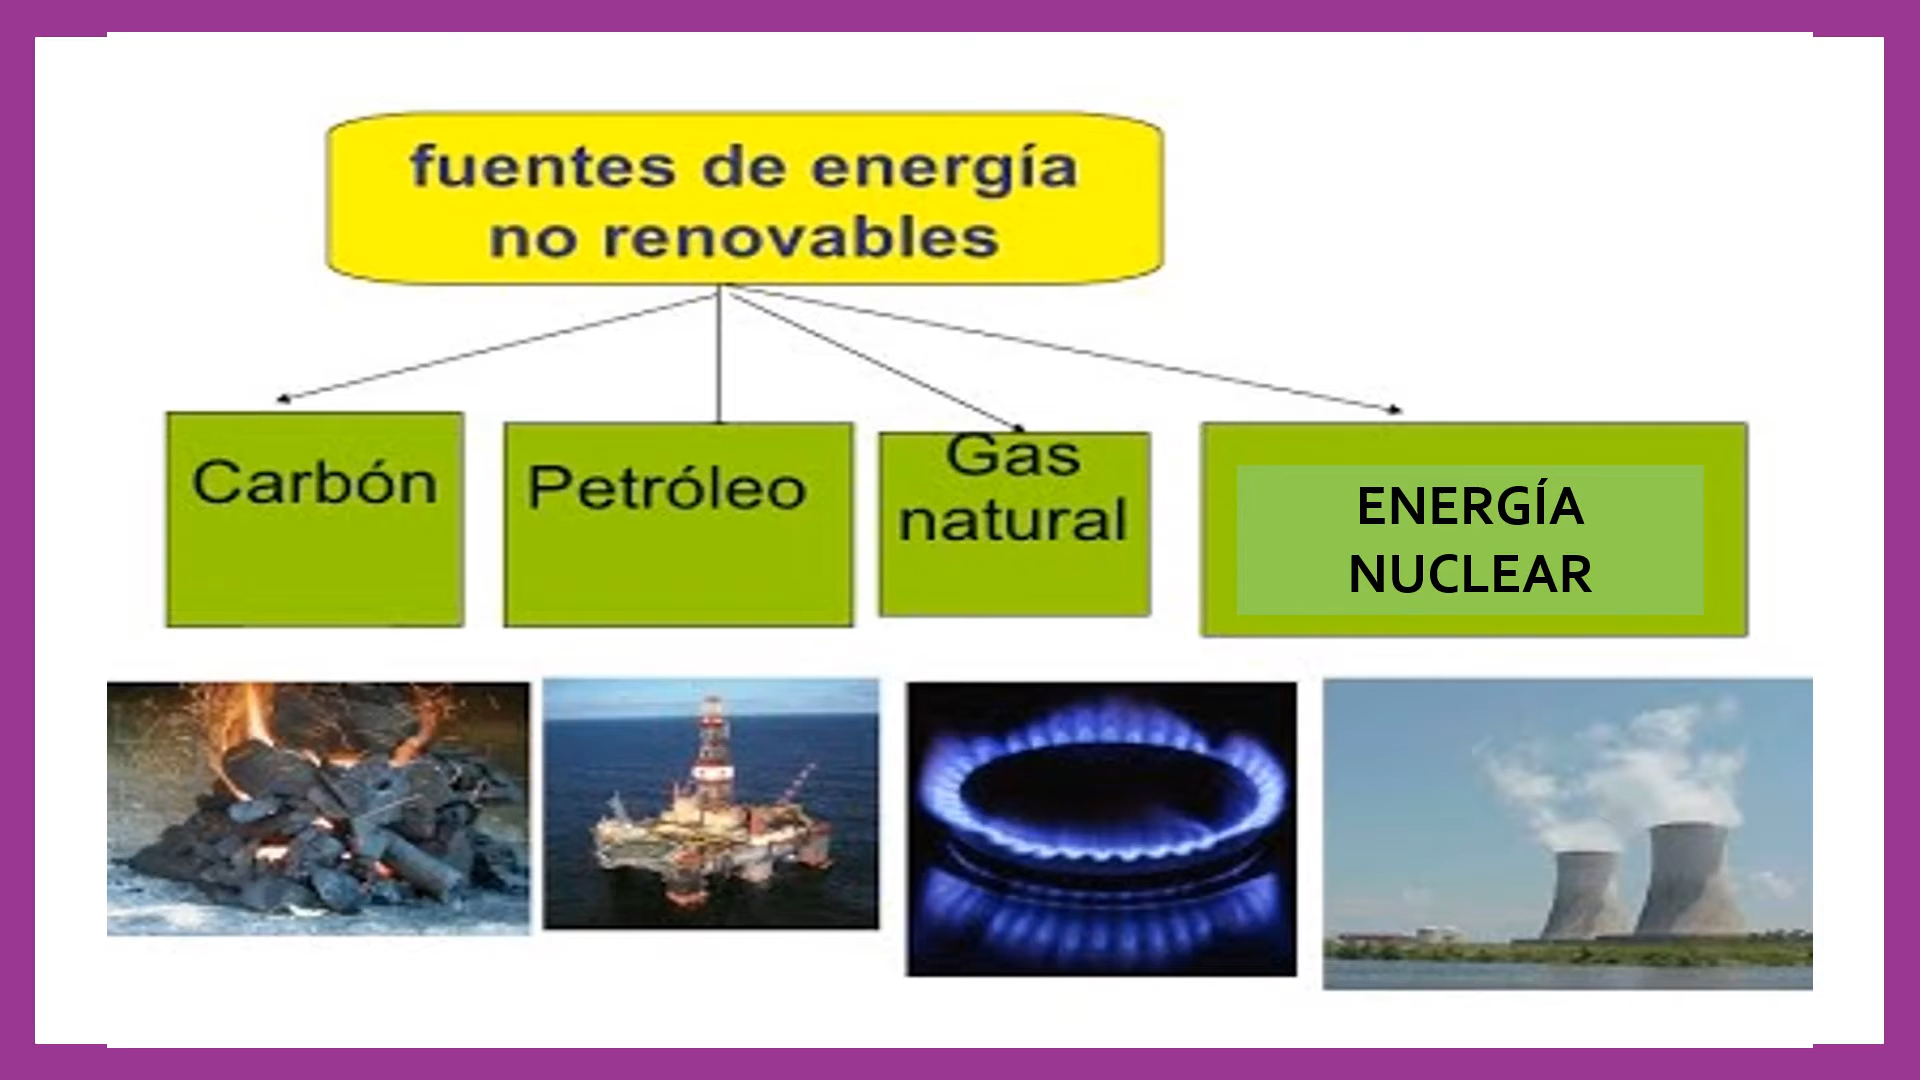 fuentes de energía
no renovables
Carbón
Petróleo
Gas
natural
ENERGÍA
NUCLEAR